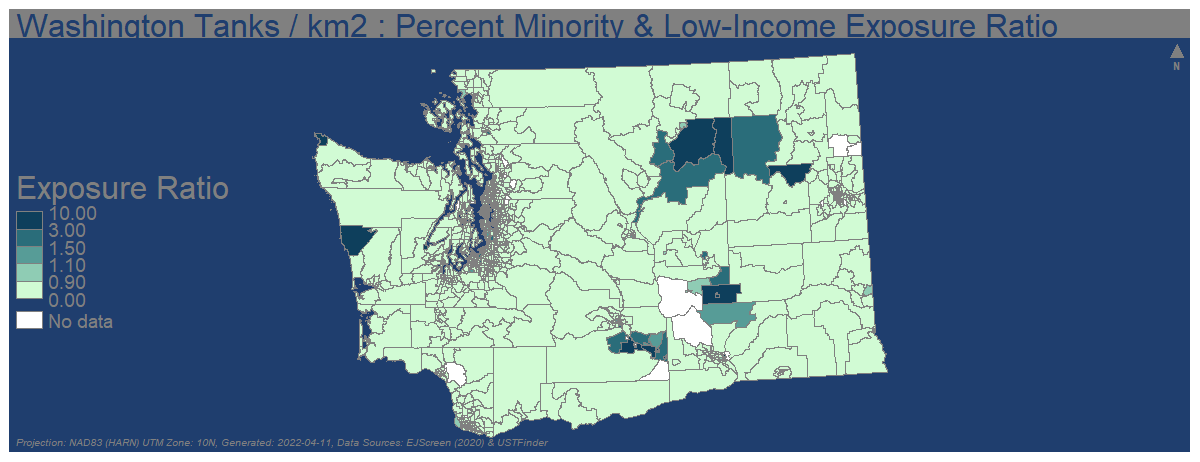 Washington Tanks / km2 : Percent Minority & Low-Income Exposure Ratio
N
Exposure Ratio
10.00
3.00
1.50
1.10
0.90
0.00
No data
Projection: NAD83 (HARN) UTM Zone: 10N, Generated: 2022-04-11, Data Sources: EJScreen (2020) & USTFinder